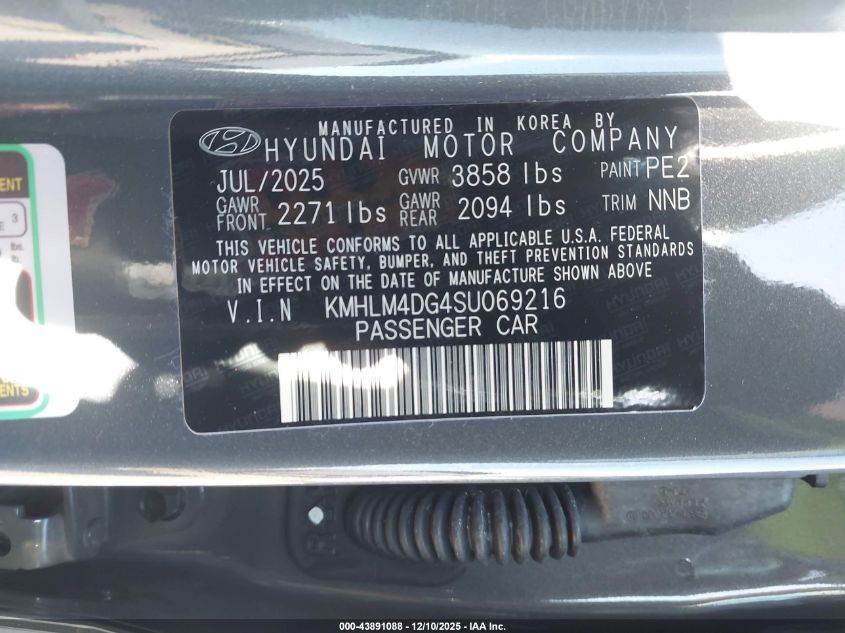 MANUFACTURED IN KOREA BY
HYUNDAI MOTOR COMPANY
JUL/2025 GVWR 3858 lbs PAINT PE2
GAWR FRONT 2271 lbs GAWR REAR 2094 lbs TRIM NNB
THIS VEHICLE CONFORMS TO ALL APPLICABLE U.S.A. FEDERAL
MOTOR VEHICLE SAFETY, BUMPER, AND THEFT PREVENTION STANDARDS
IN EFFECT ON THE DATE OF MANUFACTURE SHOWN ABOVE
V.I.N KMHLM4DG4SU069216
PASSENGER CAR
3
lbs.
000-43891088 — 12/10/2025 — IAA Inc.